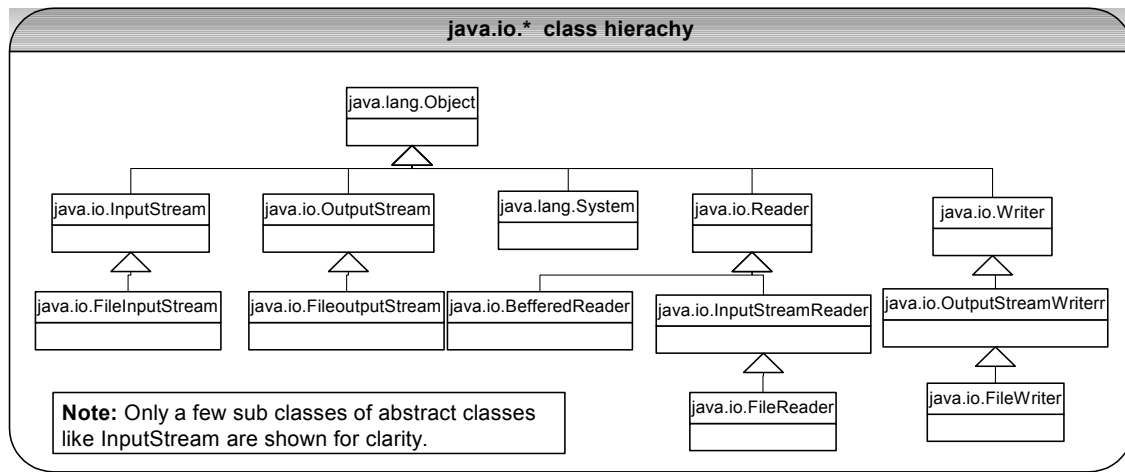 java.io.* class hierachy
java.lang.Object
java.io.InputStream
java.io.OutputStream
java.lang.System
java.io.Reader
java.io.Writer
java.io.FileInputStream
java.io.FileoutputStream
java.io.BefferedReader
java.io.InputStreamReader
java.io.OutputStreamWriterr
java.io.FileReader
java.io.FileWriter
Note: Only a few sub classes of abstract classes
like InputStream are shown for clarity.